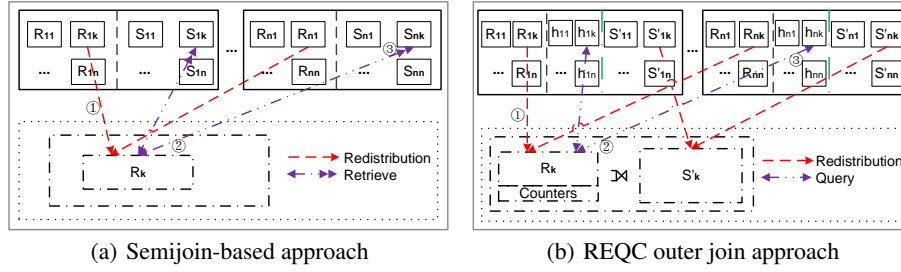 R11 R1k S11 S1k ... Rn1 Rn1 Sn1 Snk
... R1n ... S1n ... Rnn ... Snn
① ② ③
Rk
Redistribution
Retrieve
(a) Semijoin-based approach
R11 R1k h11 h1k S'11 S'1k ... Rn1 Rnk hn1 hnk S'n1 S'nk
... R1n ... h1n ... S'1n ... Rnn ... hnn ... S'nn
① ② ③
Rk
Counters
⟕
S'k
Redistribution
Query
(b) REQC outer join approach